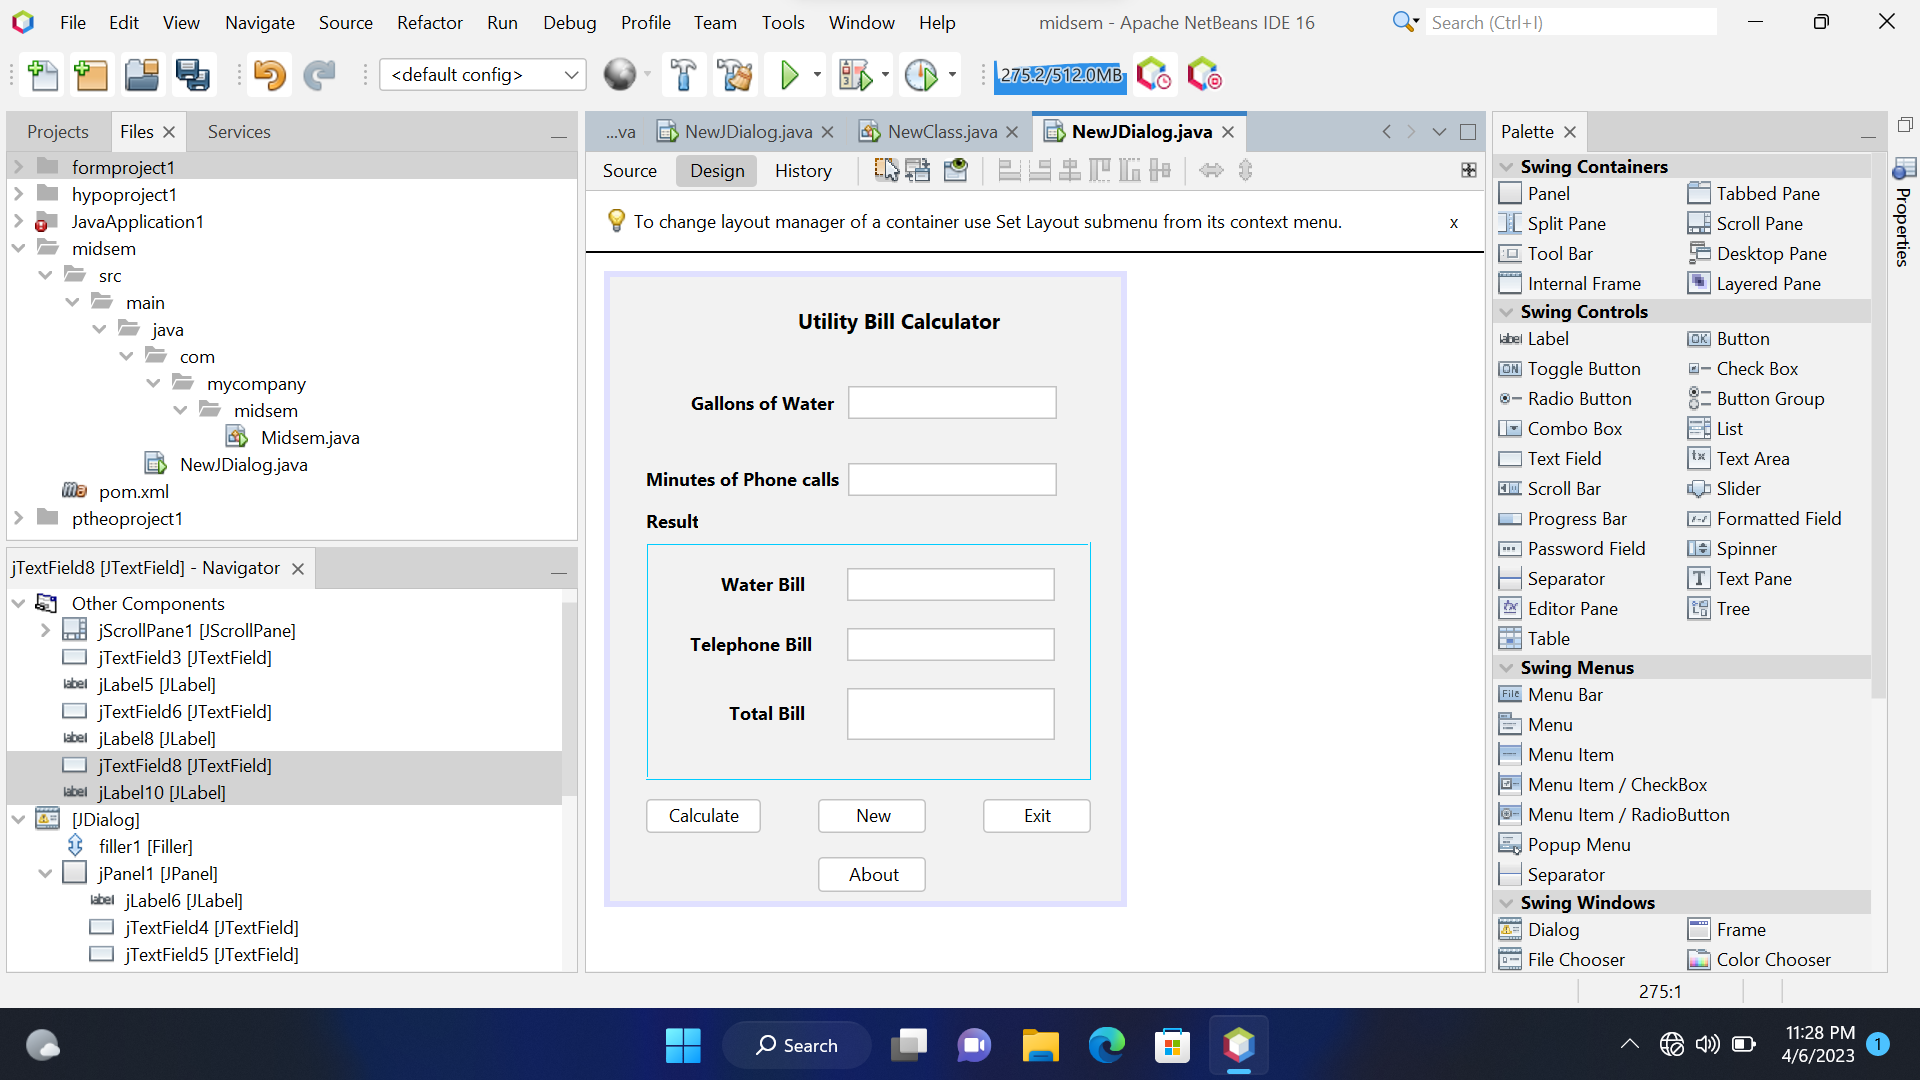 File Edit View Navigate Source Refactor Run Debug Profile Team Tools Window Help midsem - Apache NetBeans IDE 16 Search (Ctrl+I)
<default config> 275.2/512.0MB
Projects Files Services
formproject1
hypoproject1
JavaApplication1
midsem
src
main
java
com
mycompany
midsem
Midsem.java
NewJDialog.java
pom.xml
ptheoproject1
jTextField8 [JTextField] - Navigator
Other Components
jScrollPane1 [JScrollPane]
jTextField3 [JTextField]
jLabel5 [JLabel]
jTextField6 [JTextField]
jLabel8 [JLabel]
jTextField8 [JTextField]
jLabel10 [JLabel]
[JDialog]
filler1 [Filler]
jPanel1 [JPanel]
jLabel6 [JLabel]
jTextField4 [JTextField]
jTextField5 [JTextField]
...va NewJDialog.java NewClass.java NewJDialog.java
Source Design History
To change layout manager of a container use Set Layout submenu from its context menu. x
Utility Bill Calculator
Gallons of Water
Minutes of Phone calls
Result
Water Bill
Telephone Bill
Total Bill
Calculate New Exit
About
Palette
Swing Containers
Panel Tabbed Pane
Split Pane Scroll Pane
Tool Bar Desktop Pane
Internal Frame Layered Pane
Swing Controls
label Label OK Button
ON Toggle Button Check Box
Radio Button Button Group
Combo Box List
Text Field tx Text Area
Scroll Bar Slider
Progress Bar Formatted Field
Password Field Spinner
Separator T Text Pane
Editor Pane Tree
Table
Swing Menus
File Menu Bar
Menu
Menu Item
Menu Item / CheckBox
Menu Item / RadioButton
Popup Menu
Separator
Swing Windows
Dialog Frame
File Chooser Color Chooser
Properties
275:1
Search
11:28 PM
4/6/2023 1